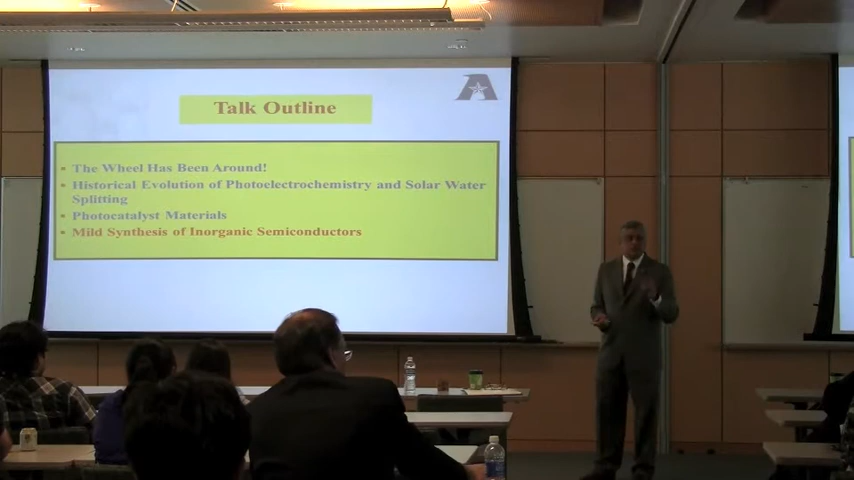 Talk Outline
▪ The Wheel Has Been Around!
▪ Historical Evolution of Photoelectrochemistry and Solar Water
Splitting
▪ Photocatalyst Materials
▪ Mild Synthesis of Inorganic Semiconductors